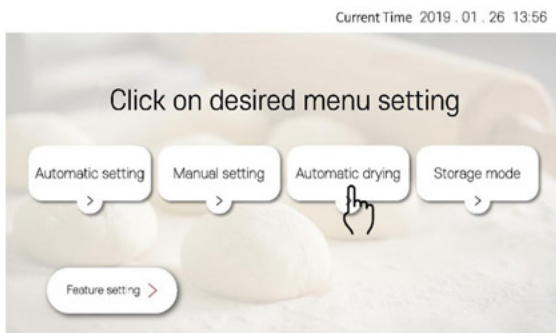 Current Time 2019 . 01 . 26 13:56
Click on desired menu setting
Automatic setting Manual setting Automatic drying Storage mode
Feature setting